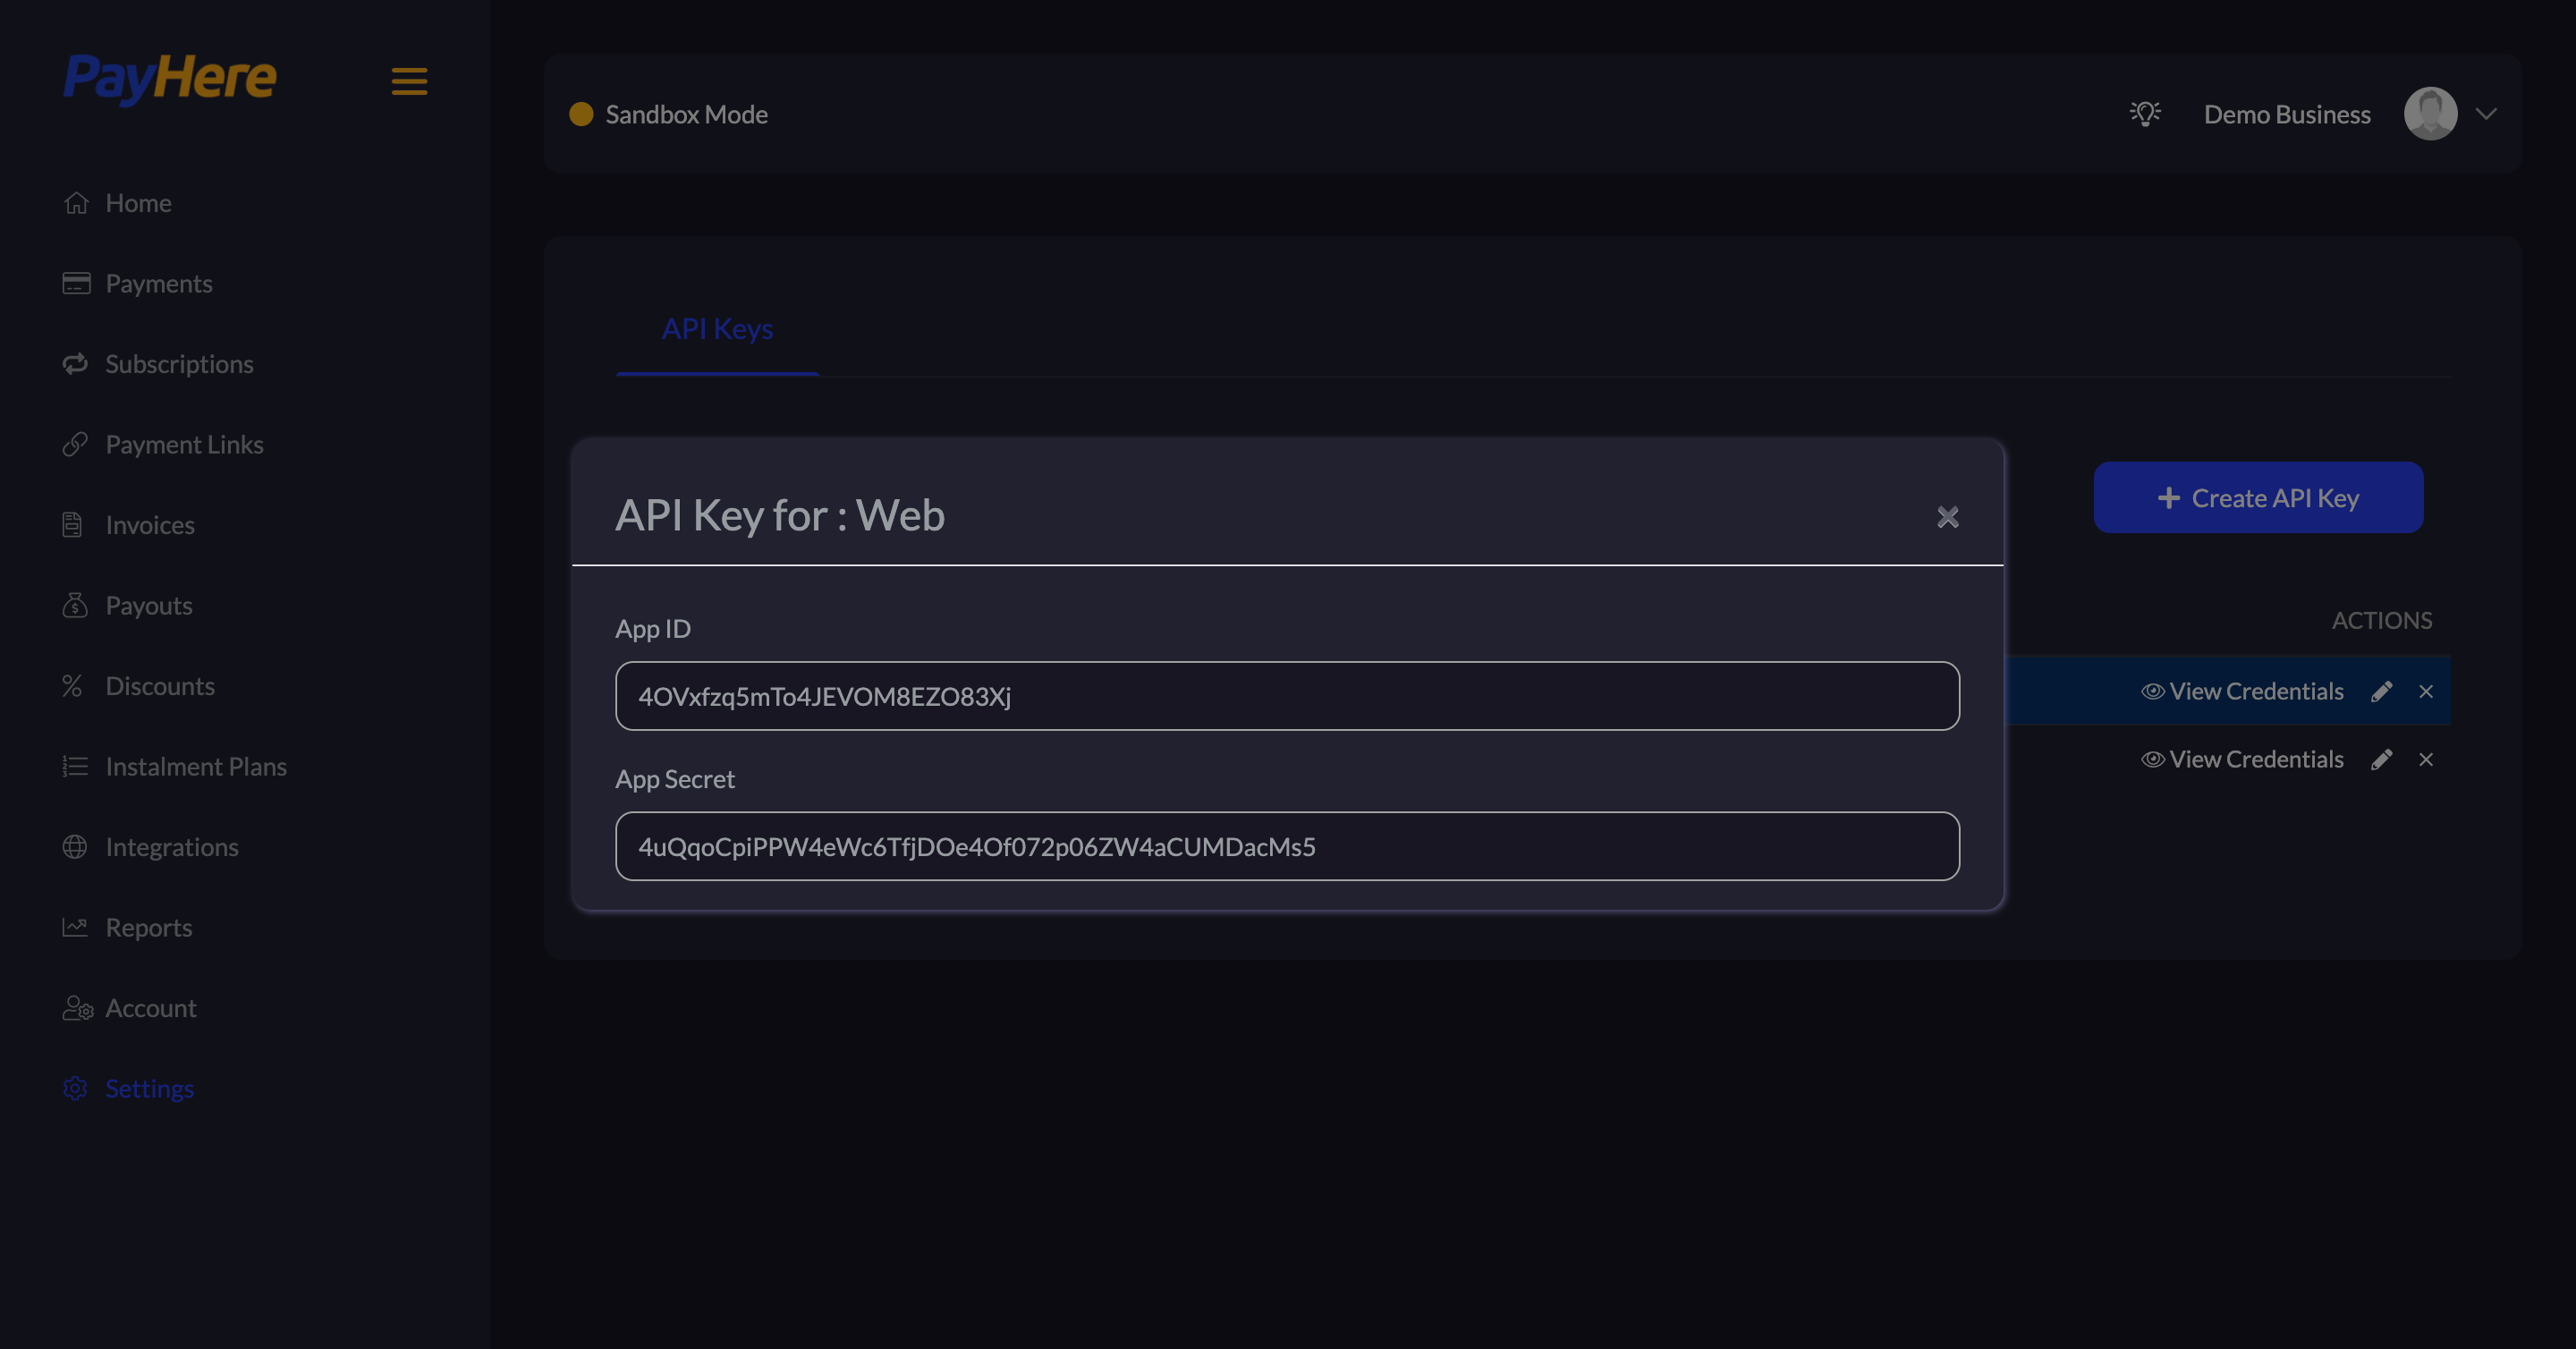 PayHere
Sandbox Mode
Demo Business
Home
Payments
Subscriptions
Payment Links
Invoices
Payouts
Discounts
Instalment Plans
Integrations
Reports
Account
Settings
API Keys
Create API Key
API Key for : Web
App ID
4OVxfzq5mTo4JEVOM8EZO83Xj
App Secret
4uQqoCpiPPW4eWc6TfjDOe4Of072p06ZW4aCUMDacMs5
ACTIONS
View Credentials
View Credentials